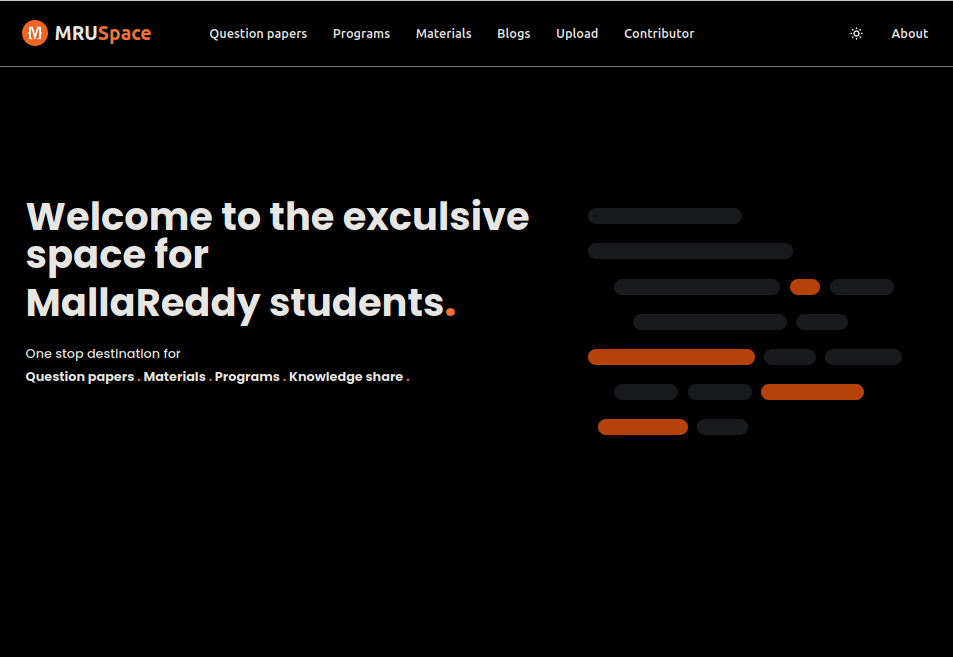 M MRUSpace Question papers Programs Materials Blogs Upload Contributor About
Welcome to the exculsive
space for
MallaReddy students.
One stop destination for
Question papers . Materials . Programs . Knowledge share .